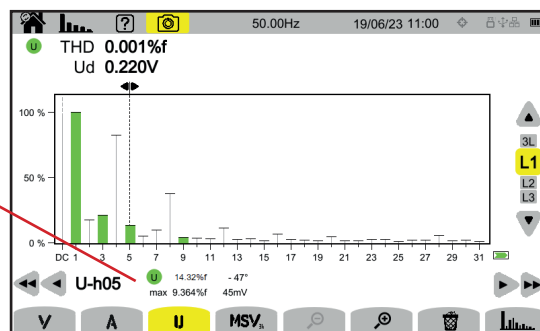 ? 50.00Hz 19/06/23 11:00
U THD 0.001%f
Ud 0.220V
100 %
50 %
0 %
DC 1 3 5 7 9 11 13 15 17 19 21 23 25 27 29 31
3L
L1
L2
L3
U-h05 U 14.32%f - 47°
max 9.364%f 45mV
V A U MSV